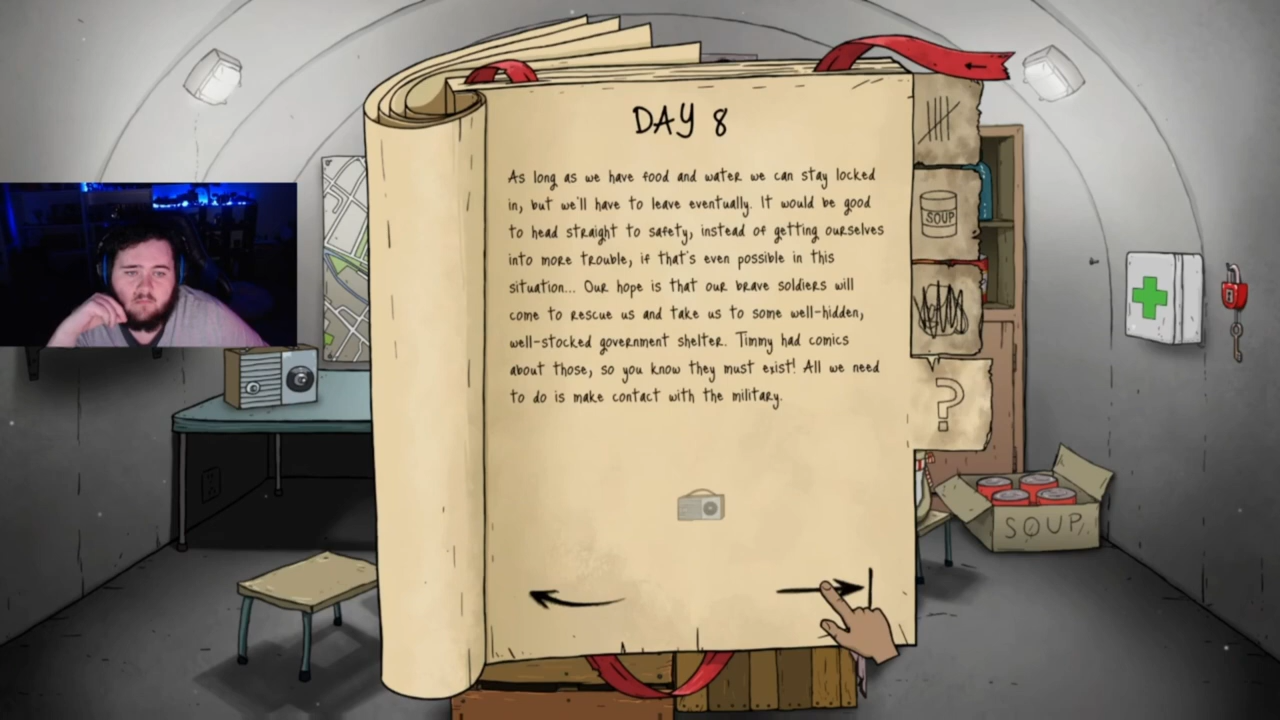 DAY 8
As long as we have food and water we can stay locked
in, but we'll have to leave eventually. It would be good
to head straight to safety, instead of getting ourselves
into more trouble, if that's even possible in this
situation... Our hope is that our brave soldiers will
come to rescue us and take us to some well-hidden,
well-stocked government shelter. Timmy had comics
about those, so you know they must exist! All we need
to do is make contact with the military.
SOUP
?
SOUP